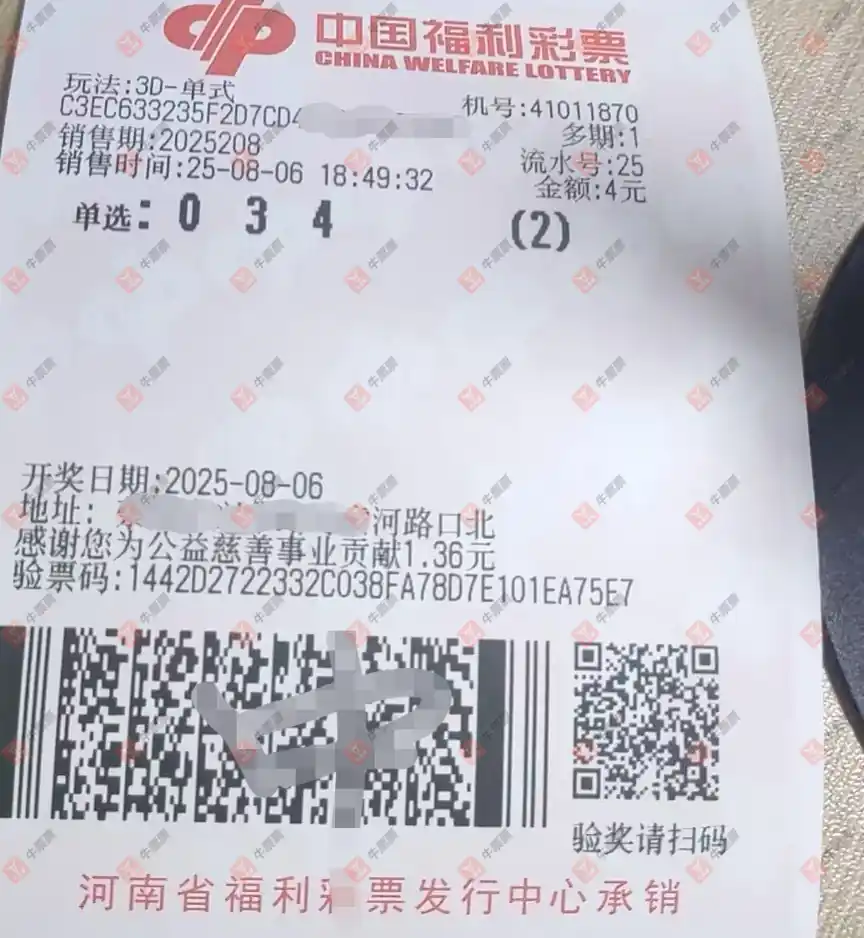 中国福利彩票
CHINA WELFARE LOTTERY
玩法:3D-单式
C3EC633235F2D7CD4
机号:41011870
销售期:2025208
多期:1
销售时间:25-08-06 18:49:32
流水号:25
金额:4元
单选: 0 3 4 (2)
开奖日期:2025-08-06
地址: 河路口北
感谢您为公益慈善事业贡献1.36元
验票码:1442D2722332C038FA78D7E101EA75E7
验奖请扫码
河南省福利彩票发行中心承销
牛票票